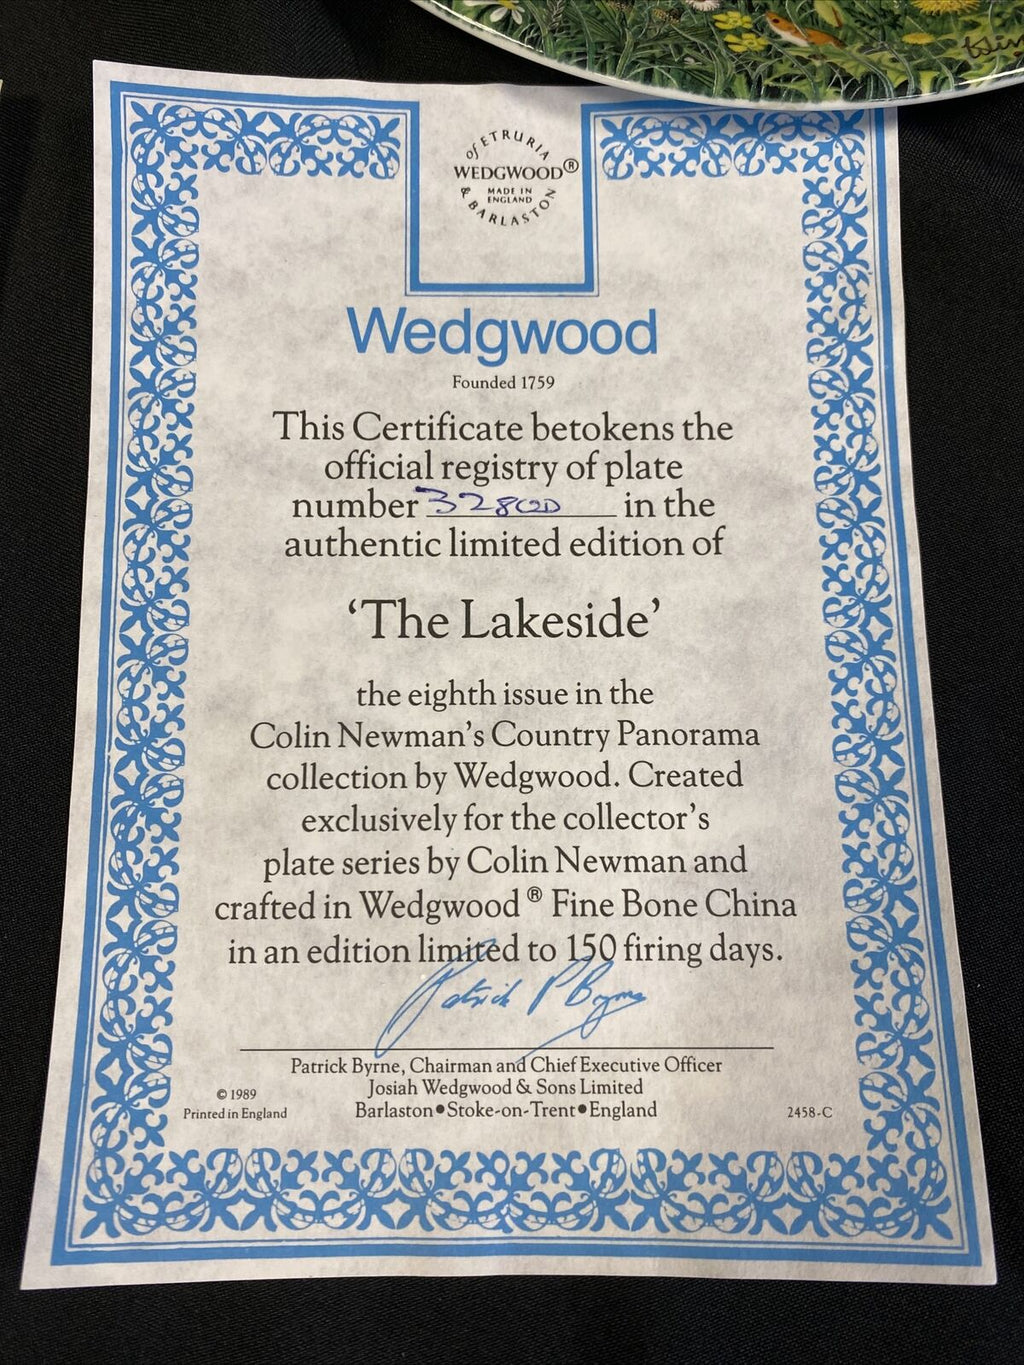 of ETRURIA
WEDGWOOD®
MADE IN
ENGLAND
& BARLASTON
Wedgwood
Founded 1759
This Certificate betokens the
official registry of plate
number in the
authentic limited edition of
‘The Lakeside’
the eighth issue in the
Colin Newman's Country Panorama
collection by Wedgwood. Created
exclusively for the collector's
plate series by Colin Newman and
crafted in Wedgwood® Fine Bone China
in an edition limited to 150 firing days.
Patrick P Byrne
Patrick Byrne, Chairman and Chief Executive Officer
Josiah Wedgwood & Sons Limited
Barlaston•Stoke-on-Trent•England
© 1989
Printed in England
2458-C